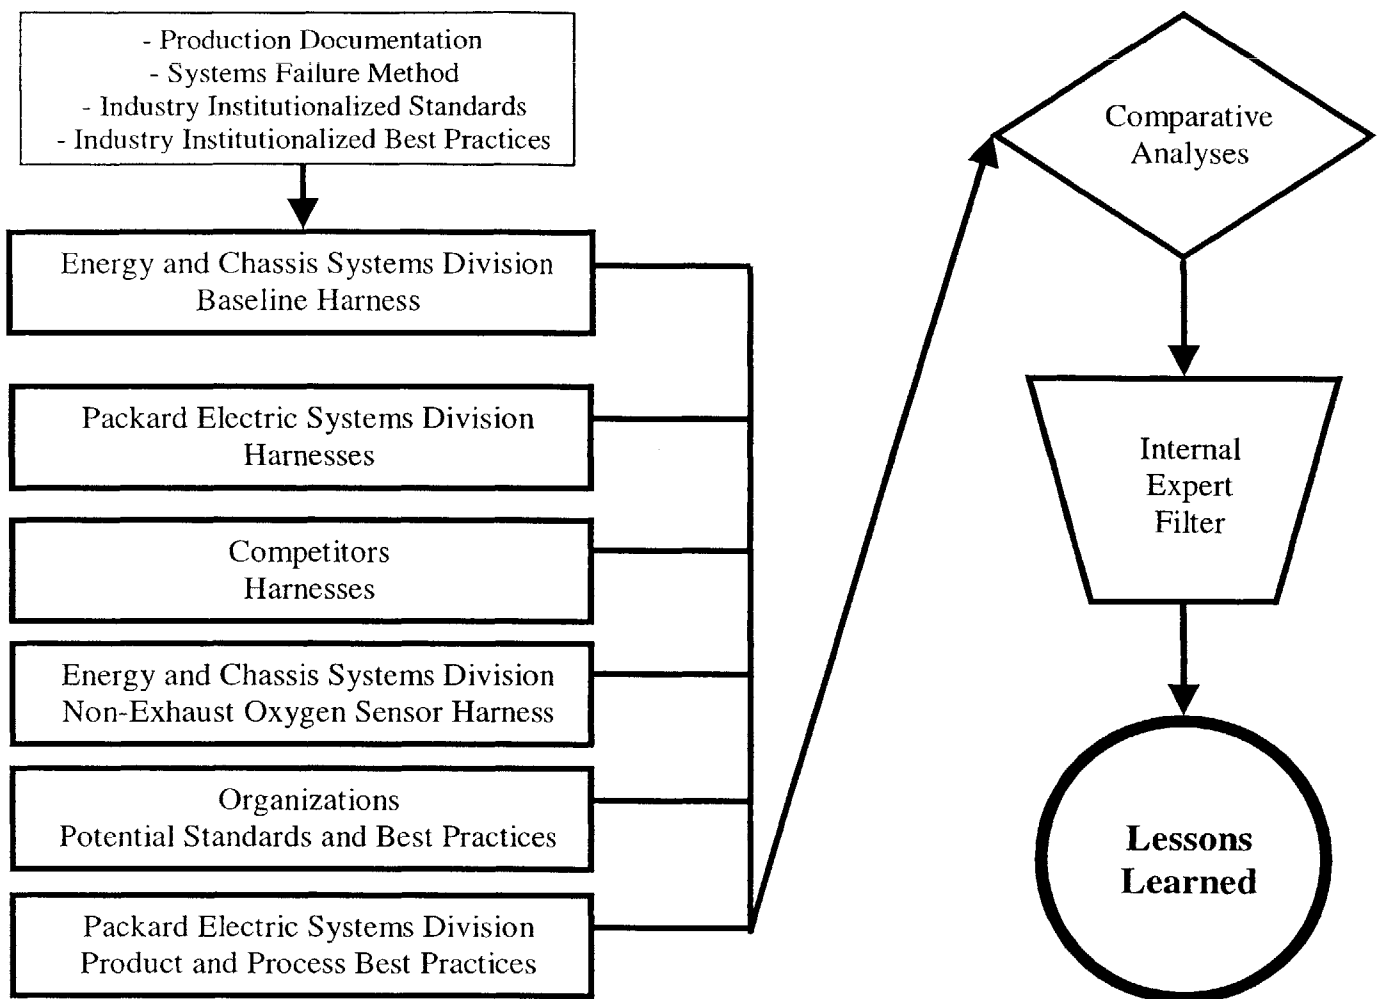 - Production Documentation
- Systems Failure Method
- Industry Institutionalized Standards
- Industry Institutionalized Best Practices
Energy and Chassis Systems Division
Baseline Harness
Packard Electric Systems Division
Harnesses
Competitors
Harnesses
Energy and Chassis Systems Division
Non-Exhaust Oxygen Sensor Harness
Organizations
Potential Standards and Best Practices
Packard Electric Systems Division
Product and Process Best Practices
Comparative
Analyses
Internal
Expert
Filter
Lessons
Learned